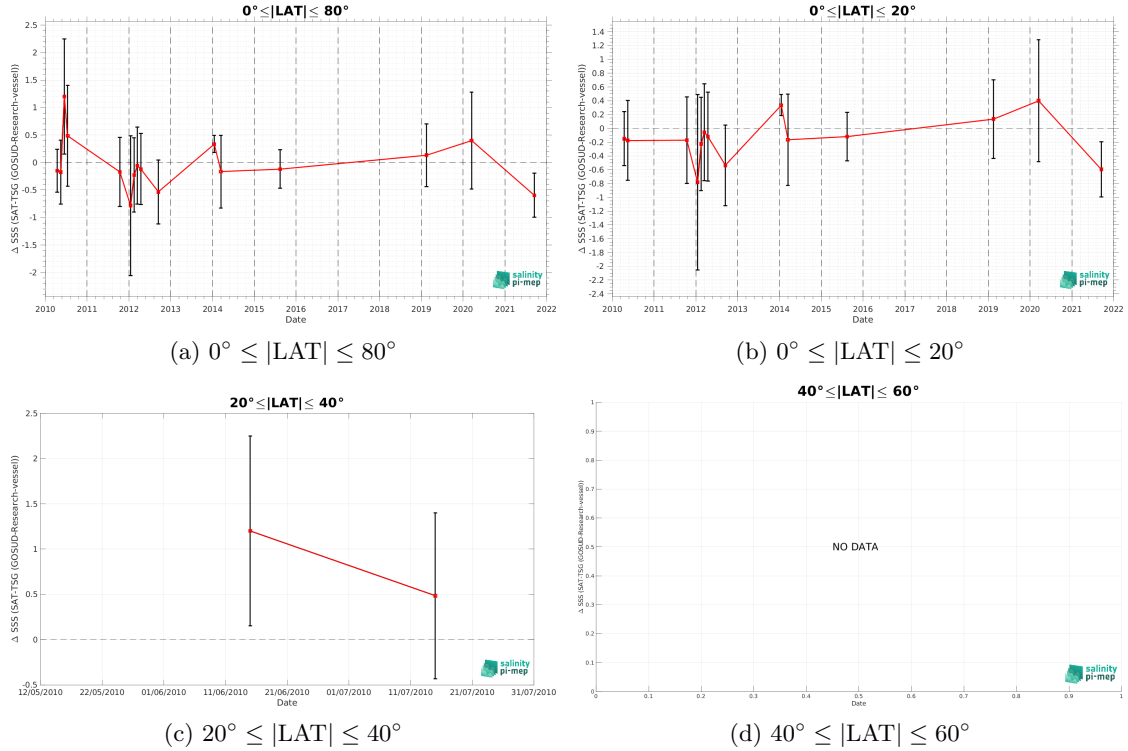 0°≤|LAT|≤ 80°
Δ SSS (SAT-TSG (GOSUD-Research-vessel))
2.5
2
1.5
1
0.5
0
-0.5
-1
-1.5
-2
2010 2011 2012 2013 2014 2015 2016 2017 2018 2019 2020 2021 2022
Date
salinity
pi-mep
(a) 0° ≤ |LAT| ≤ 80°
0°≤|LAT|≤ 20°
Δ SSS (SAT-TSG (GOSUD-Research-vessel))
1.4
1.2
1
0.8
0.6
0.4
0.2
0
-0.2
-0.4
-0.6
-0.8
-1
-1.2
-1.4
-1.6
-1.8
-2
-2.2
-2.4
2010 2011 2012 2013 2014 2015 2016 2017 2018 2019 2020 2021 2022
Date
salinity
pi-mep
(b) 0° ≤ |LAT| ≤ 20°
20°≤|LAT|≤ 40°
Δ SSS (SAT-TSG (GOSUD-Research-vessel))
2.5
2
1.5
1
0.5
0
-0.5
12/05/2010 22/05/2010 01/06/2010 11/06/2010 21/06/2010 01/07/2010 11/07/2010 21/07/2010 31/07/2010
Date
salinity
pi-mep
(c) 20° ≤ |LAT| ≤ 40°
40°≤|LAT|≤ 60°
Δ SSS (SAT-TSG (GOSUD-Research-vessel))
1
0.9
0.8
0.7
0.6
0.5
0.4
0.3
0.2
0.1
0
NO DATA
0 0.1 0.2 0.3 0.4 0.5 0.6 0.7 0.8 0.9 1
Date
salinity
pi-mep
(d) 40° ≤ |LAT| ≤ 60°